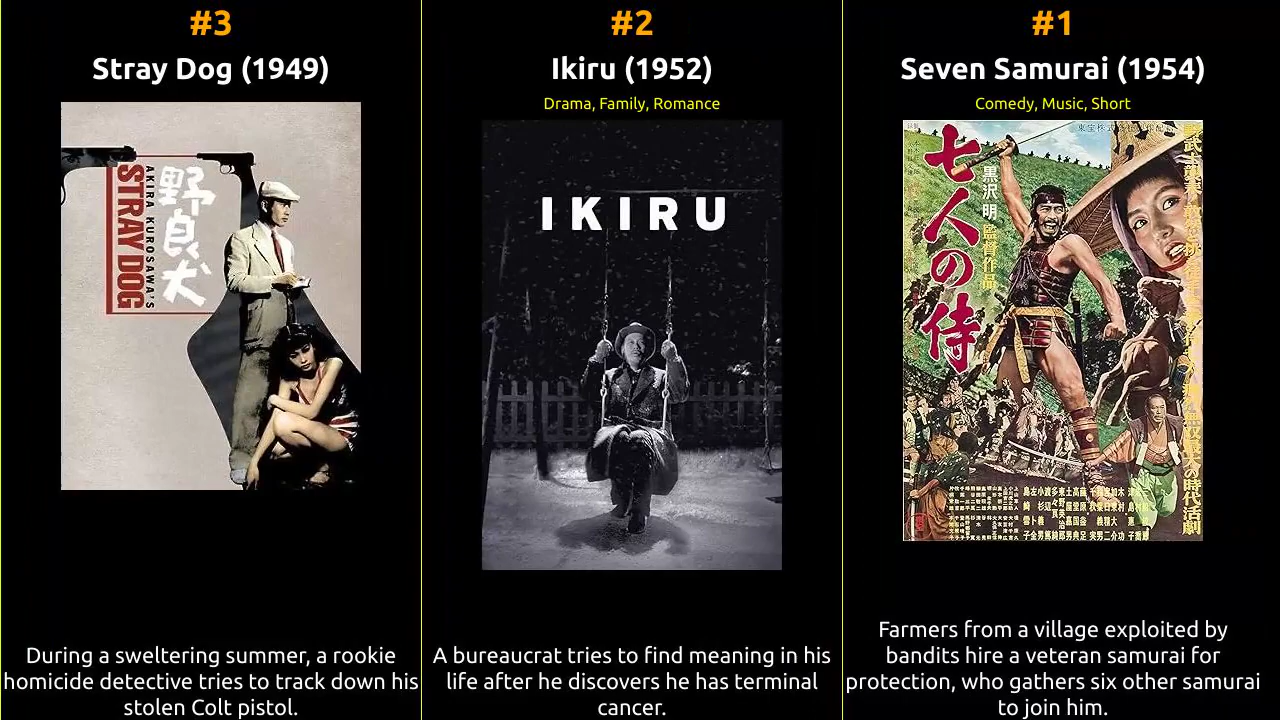 #3
Stray Dog (1949)
AKIRA KUROSAWA'S
STRAY DOG
野良犬
During a sweltering summer, a rookie
homicide detective tries to track down his
stolen Colt pistol.
#2
Ikiru (1952)
Drama, Family, Romance
IKIRU
A bureaucrat tries to find meaning in his
life after he discovers he has terminal
cancer.
#1
Seven Samurai (1954)
Comedy, Music, Short
七人の侍
黒沢明監督作品
Farmers from a village exploited by
bandits hire a veteran samurai for
protection, who gathers six other samurai
to join him.